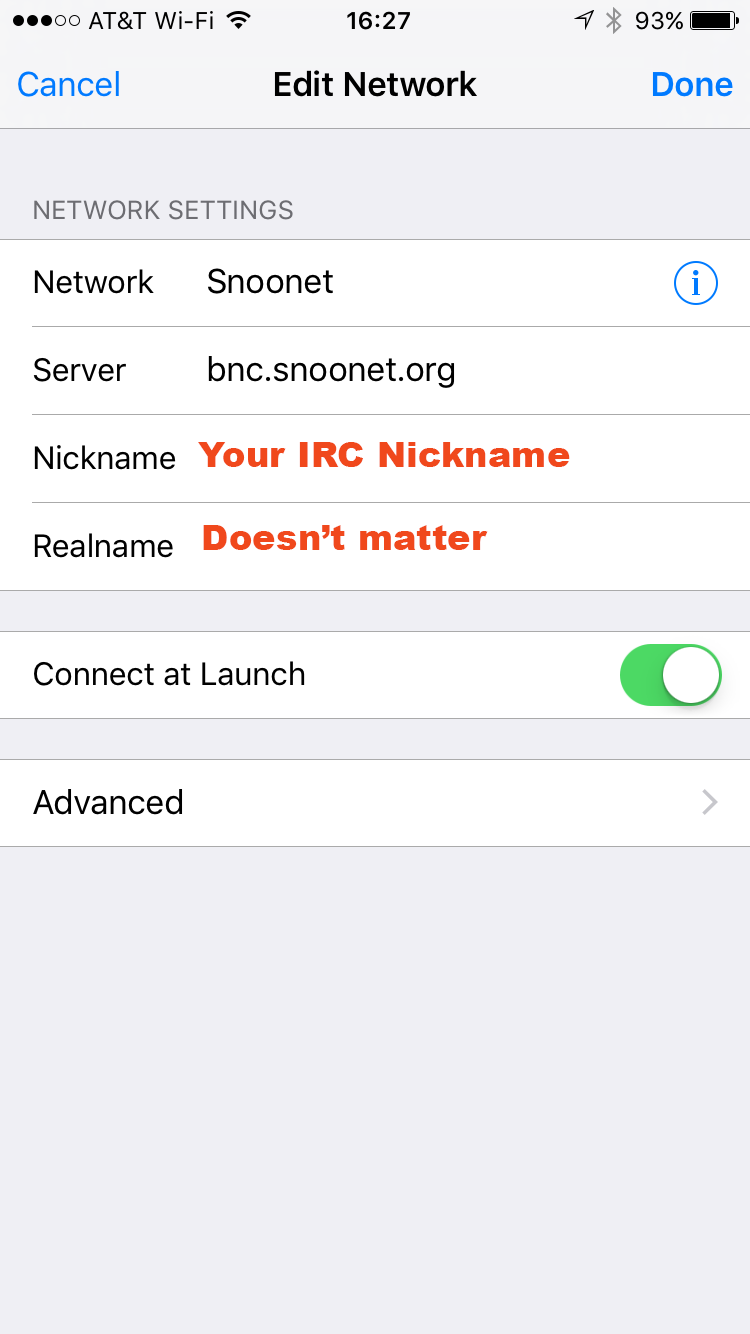 AT&T Wi-Fi 16:27 93%
Cancel Edit Network Done
NETWORK SETTINGS
Network Snoonet i
Server bnc.snoonet.org
Nickname Your IRC Nickname
Realname Doesn’t matter
Connect at Launch
Advanced